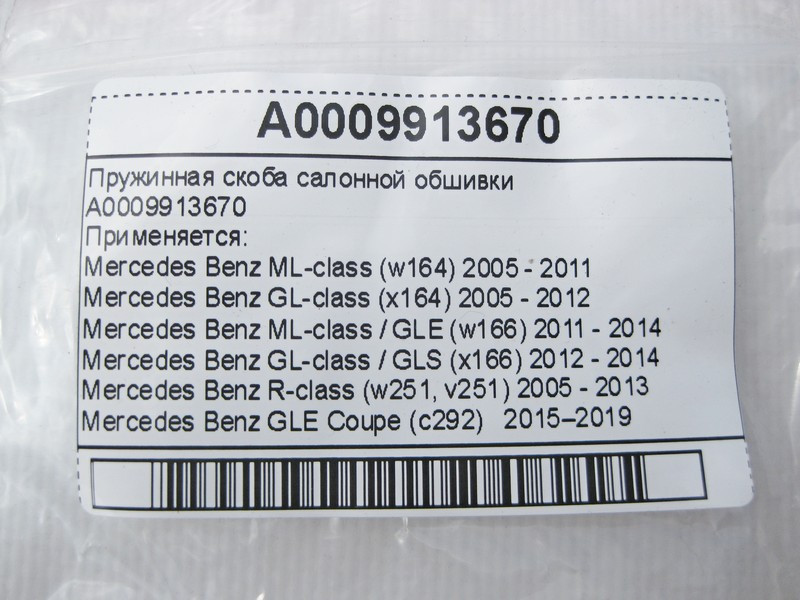 A0009913670
Пружинная скоба салонной обшивки
A0009913670
Применяется:
Mercedes Benz ML-class (w164) 2005 - 2011
Mercedes Benz GL-class (x164) 2005 - 2012
Mercedes Benz ML-class / GLE (w166) 2011 - 2014
Mercedes Benz GL-class / GLS (x166) 2012 - 2014
Mercedes Benz R-class (w251, v251) 2005 - 2013
Mercedes Benz GLE Coupe (c292) 2015–2019